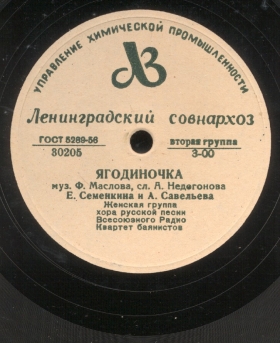 УПРАВЛЕНИЕ ХИМИЧЕСКОЙ ПРОМЫШЛЕННОСТИ
ЛЗ
Ленинградский совнархоз
ГОСТ 5289-56 вторая группа
30205 3-00
ЯГОДИНОЧКА
муз. Ф. Маслова, сл. А. Недогонова
Е. Семенкина и А. Савельева
Женская группа
хора русской песни
Всесоюзного Радио
Квартет баянистов